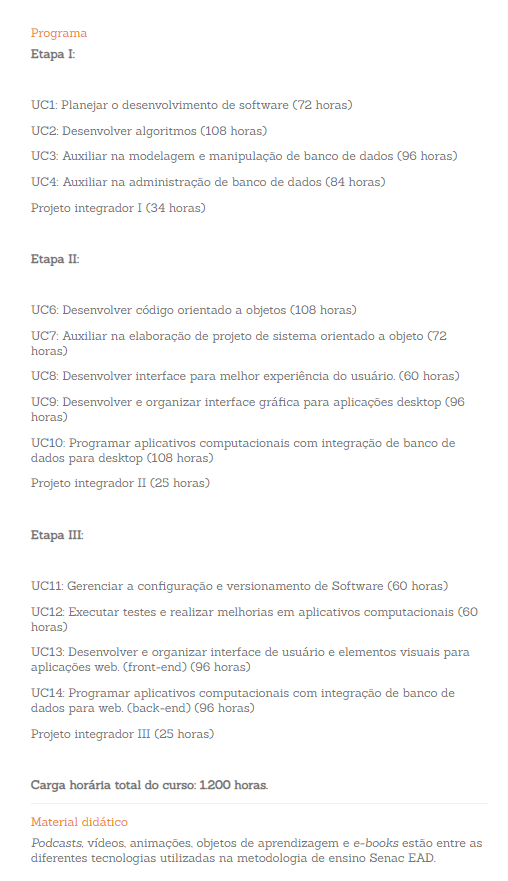 Programa
Etapa I:
UC1: Planejar o desenvolvimento de software (72 horas)
UC2: Desenvolver algoritmos (108 horas)
UC3: Auxiliar na modelagem e manipulação de banco de dados (96 horas)
UC4: Auxiliar na administração de banco de dados (84 horas)
Projeto integrador I (34 horas)
Etapa II:
UC6: Desenvolver código orientado a objetos (108 horas)
UC7: Auxiliar na elaboração de projeto de sistema orientado a objeto (72
horas)
UC8: Desenvolver interface para melhor experiência do usuário. (60 horas)
UC9: Desenvolver e organizar interface gráfica para aplicações desktop (96
horas)
UC10: Programar aplicativos computacionais com integração de banco de
dados para desktop (108 horas)
Projeto integrador II (25 horas)
Etapa III:
UC11: Gerenciar a configuração e versionamento de Software (60 horas)
UC12: Executar testes e realizar melhorias em aplicativos computacionais (60
horas)
UC13: Desenvolver e organizar interface de usuário e elementos visuais para
aplicações web. (front-end) (96 horas)
UC14: Programar aplicativos computacionais com integração de banco de
dados para web. (back-end) (96 horas)
Projeto integrador III (25 horas)
Carga horária total do curso: 1.200 horas.
Material didático
Podcasts, vídeos, animações, objetos de aprendizagem e e-books estão entre as
diferentes tecnologias utilizadas na metodologia de ensino Senac EAD.